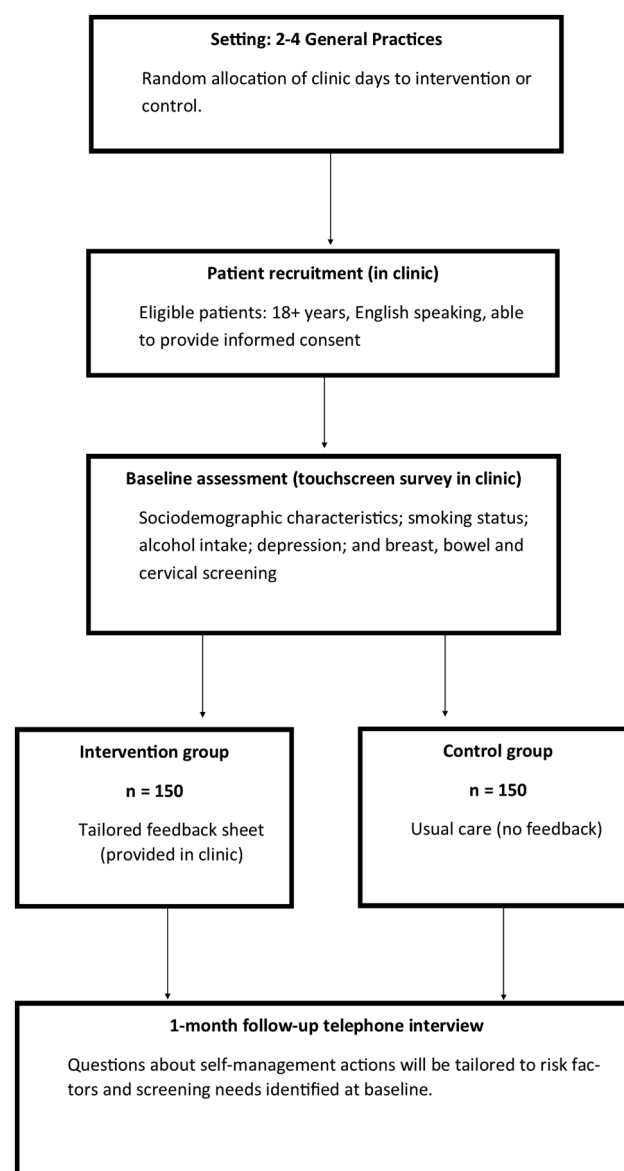 Setting: 2-4 General Practices
Random allocation of clinic days to intervention or
control.
Patient recruitment (in clinic)
Eligible patients: 18+ years, English speaking, able
to provide informed consent
Baseline assessment (touchscreen survey in clinic)
Sociodemographic characteristics; smoking status;
alcohol intake; depression; and breast, bowel and
cervical screening
Intervention group
n = 150
Tailored feedback sheet
(provided in clinic)
Control group
n = 150
Usual care (no feedback)
1-month follow-up telephone interview
Questions about self-management actions will be tailored to risk fac-
tors and screening needs identified at baseline.